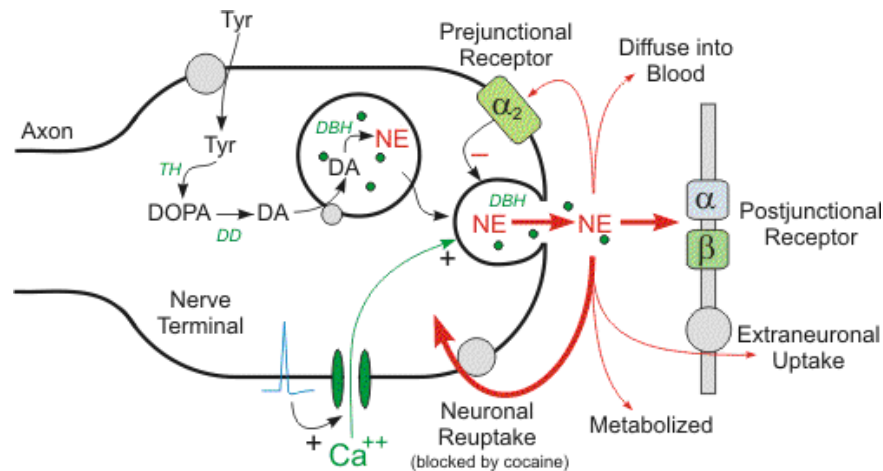 Tyr
Prejunctional
Receptor
Diffuse into
Blood
α₂
Axon
Tyr
DBH
NE
TH
DA
–
DOPA
DA
DD
DBH
NE
NE
α
β
Postjunctional
Receptor
+
Nerve
Terminal
Extraneuronal
Uptake
Neuronal
Reuptake
(blocked by cocaine)
Metabolized
+
Ca⁺⁺